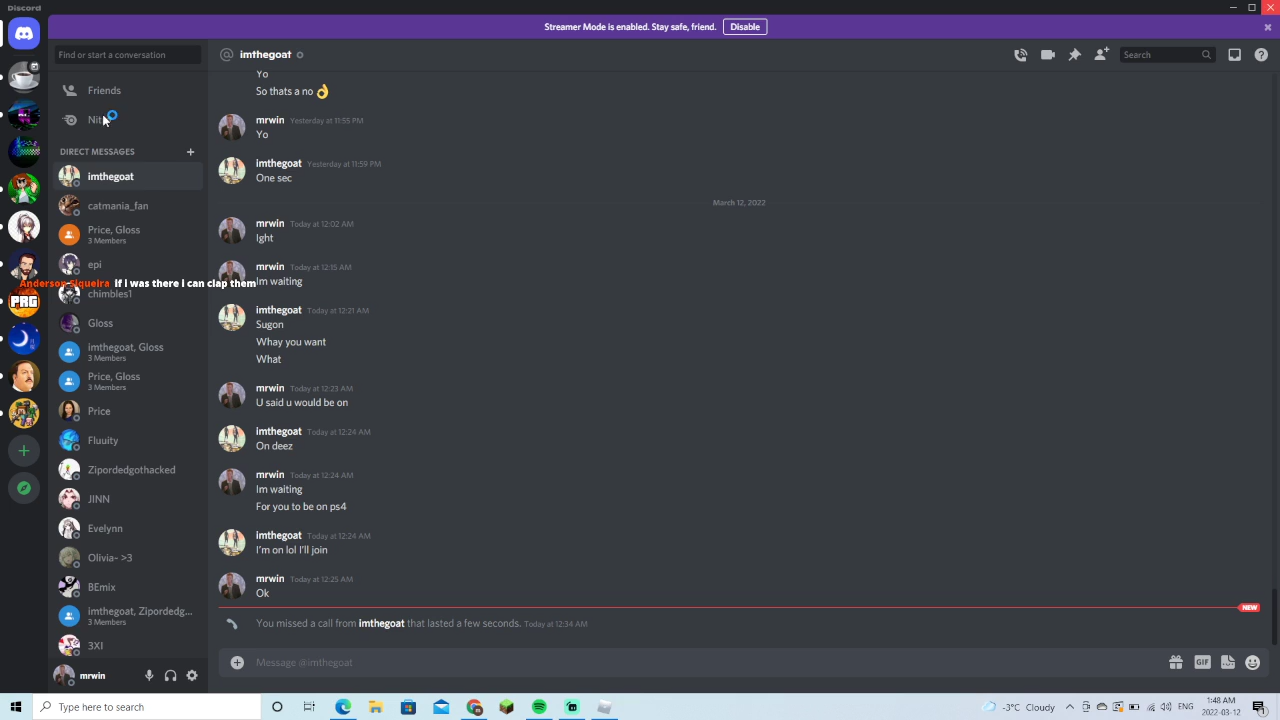 Discord
Streamer Mode is enabled. Stay safe, friend.
Disable
Find or start a conversation
imthegoat
Search
Friends
DIRECT MESSAGES
imthegoat
catmania_fan
Price, Gloss
3 Members
epi
Anderson Siqueira If I was there i can clap them
chimbles1
Gloss
imthegoat, Gloss
3 Members
Price, Gloss
3 Members
Price
Fluuity
Zipordedgothacked
JINN
Evelynn
Olivia- >3
BEmix
imthegoat, Zipordedg...
3 Members
3XI
mrwin
PRG
Yo
So thats a no 👌
mrwin Yesterday at 11:55 PM
Yo
imthegoat Yesterday at 11:59 PM
One sec
March 12, 2022
mrwin Today at 12:02 AM
Ight
mrwin Today at 12:15 AM
Im waiting
imthegoat Today at 12:21 AM
Sugon
Whay you want
What
mrwin Today at 12:23 AM
U said u would be on
imthegoat Today at 12:24 AM
On deez
mrwin Today at 12:24 AM
Im waiting
For you to be on ps4
imthegoat Today at 12:24 AM
I'm on lol I'll join
mrwin Today at 12:25 AM
Ok
NEW
You missed a call from imthegoat that lasted a few seconds. Today at 12:34 AM
Message @imthegoat
GIF
Type here to search
-3°C Cloudy
ENG
1:48 AM
2022-03-12